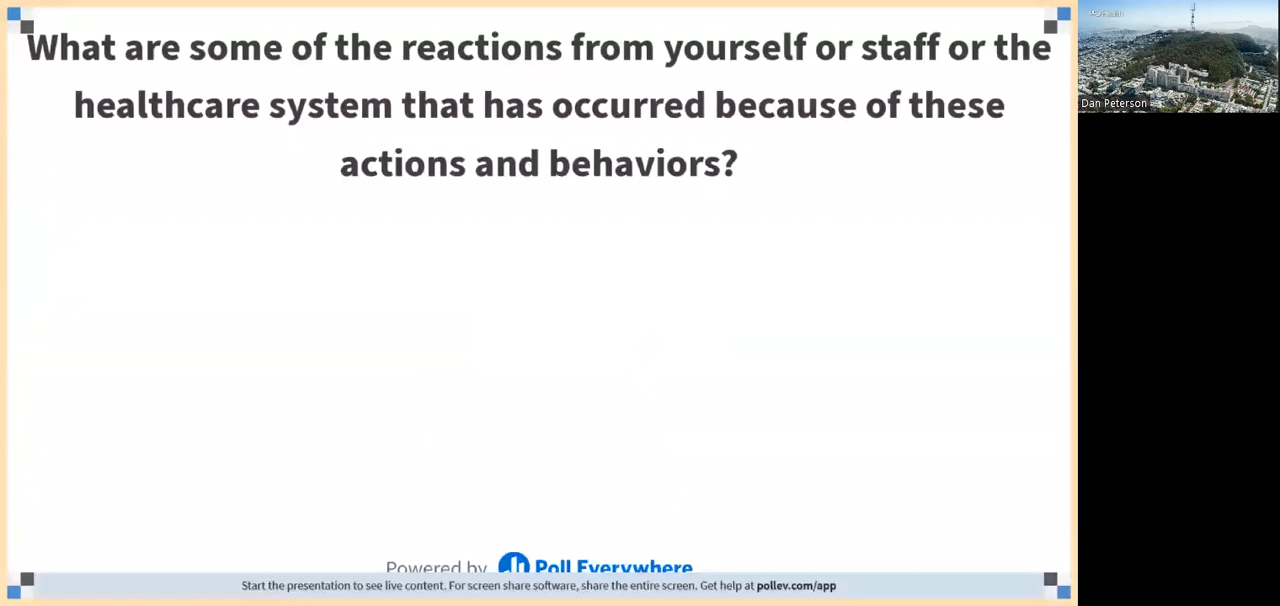 What are some of the reactions from yourself or staff or the
healthcare system that has occurred because of these
actions and behaviors?
Powered by Poll Everywhere
Start the presentation to see live content. For screen share software, share the entire screen. Get help at pollev.com/app
Dan Peterson